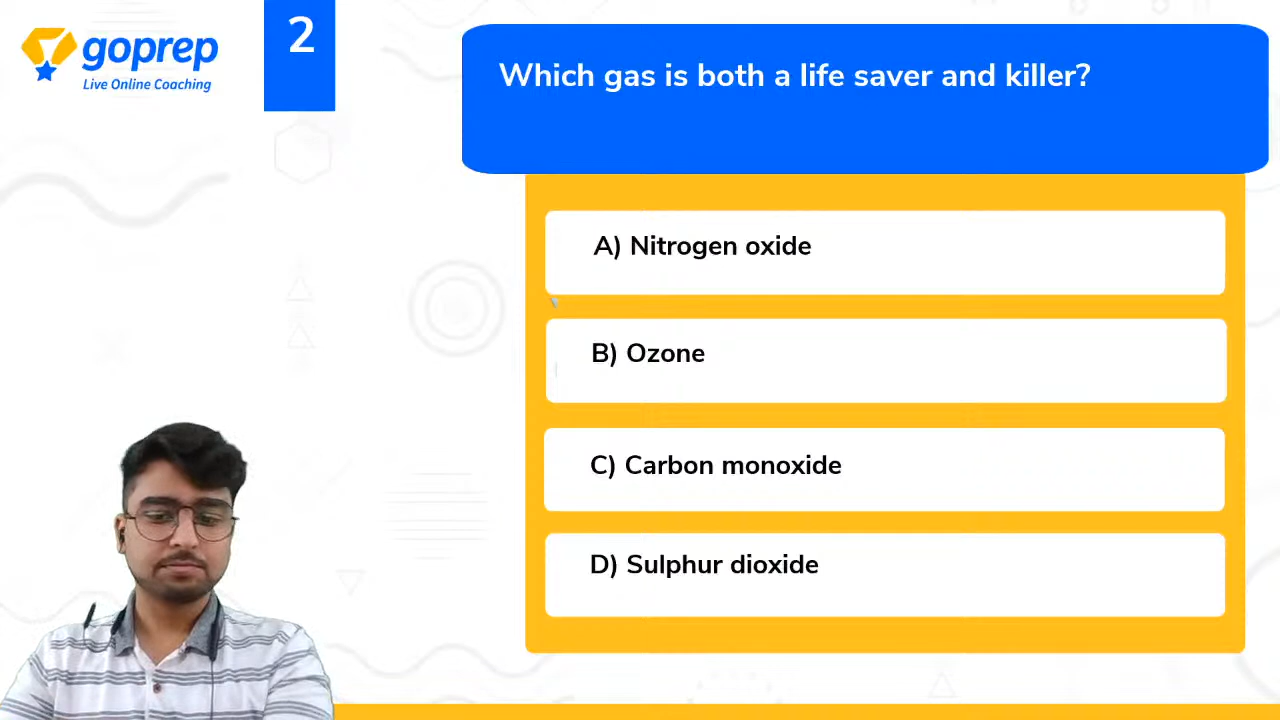 goprep
Live Online Coaching
2
Which gas is both a life saver and killer?
A) Nitrogen oxide
B) Ozone
C) Carbon monoxide
D) Sulphur dioxide